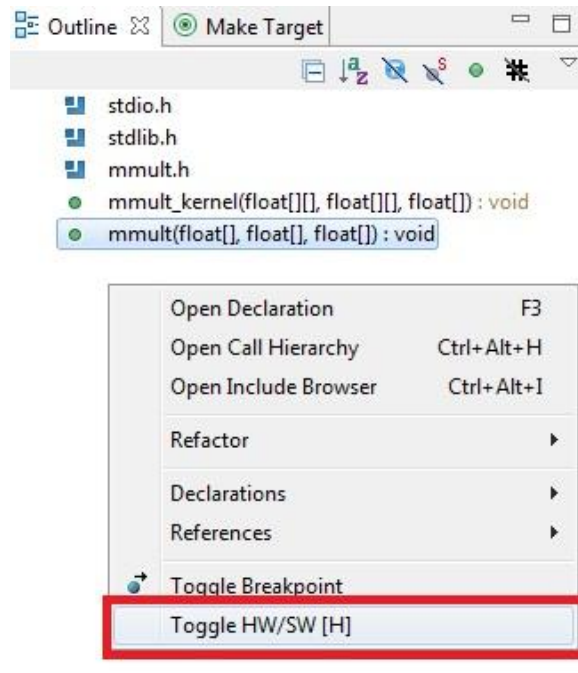 Outline Make Target
stdio.h
stdlib.h
mmult.h
mmult_kernel(float[][], float[][], float[]) : void
mmult(float[], float[], float[]) : void
Open Declaration F3
Open Call Hierarchy Ctrl+Alt+H
Open Include Browser Ctrl+Alt+I
Refactor
Declarations
References
Toggle Breakpoint
Toggle HW/SW [H]